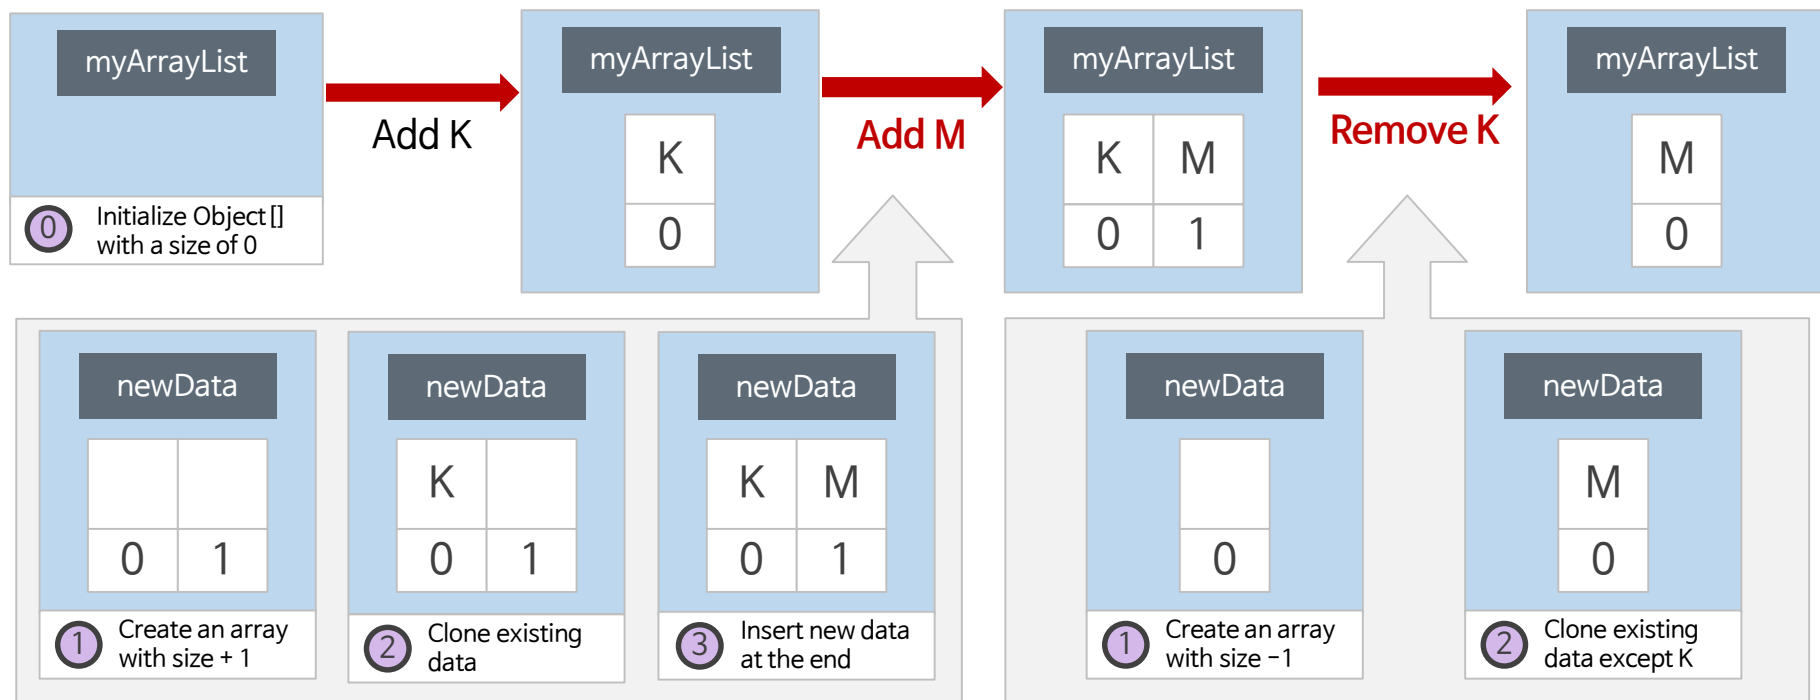 myArrayList
0
Initialize Object []
with a size of 0
Add K
myArrayList
K
0
Add M
myArrayList
K M
0 1
Remove K
myArrayList
M
0
newData
0 1
1
Create an array
with size + 1
newData
K
0 1
2
Clone existing
data
newData
K M
0 1
3
Insert new data
at the end
newData
0
1
Create an array
with size −1
newData
M
0
2
Clone existing
data except K